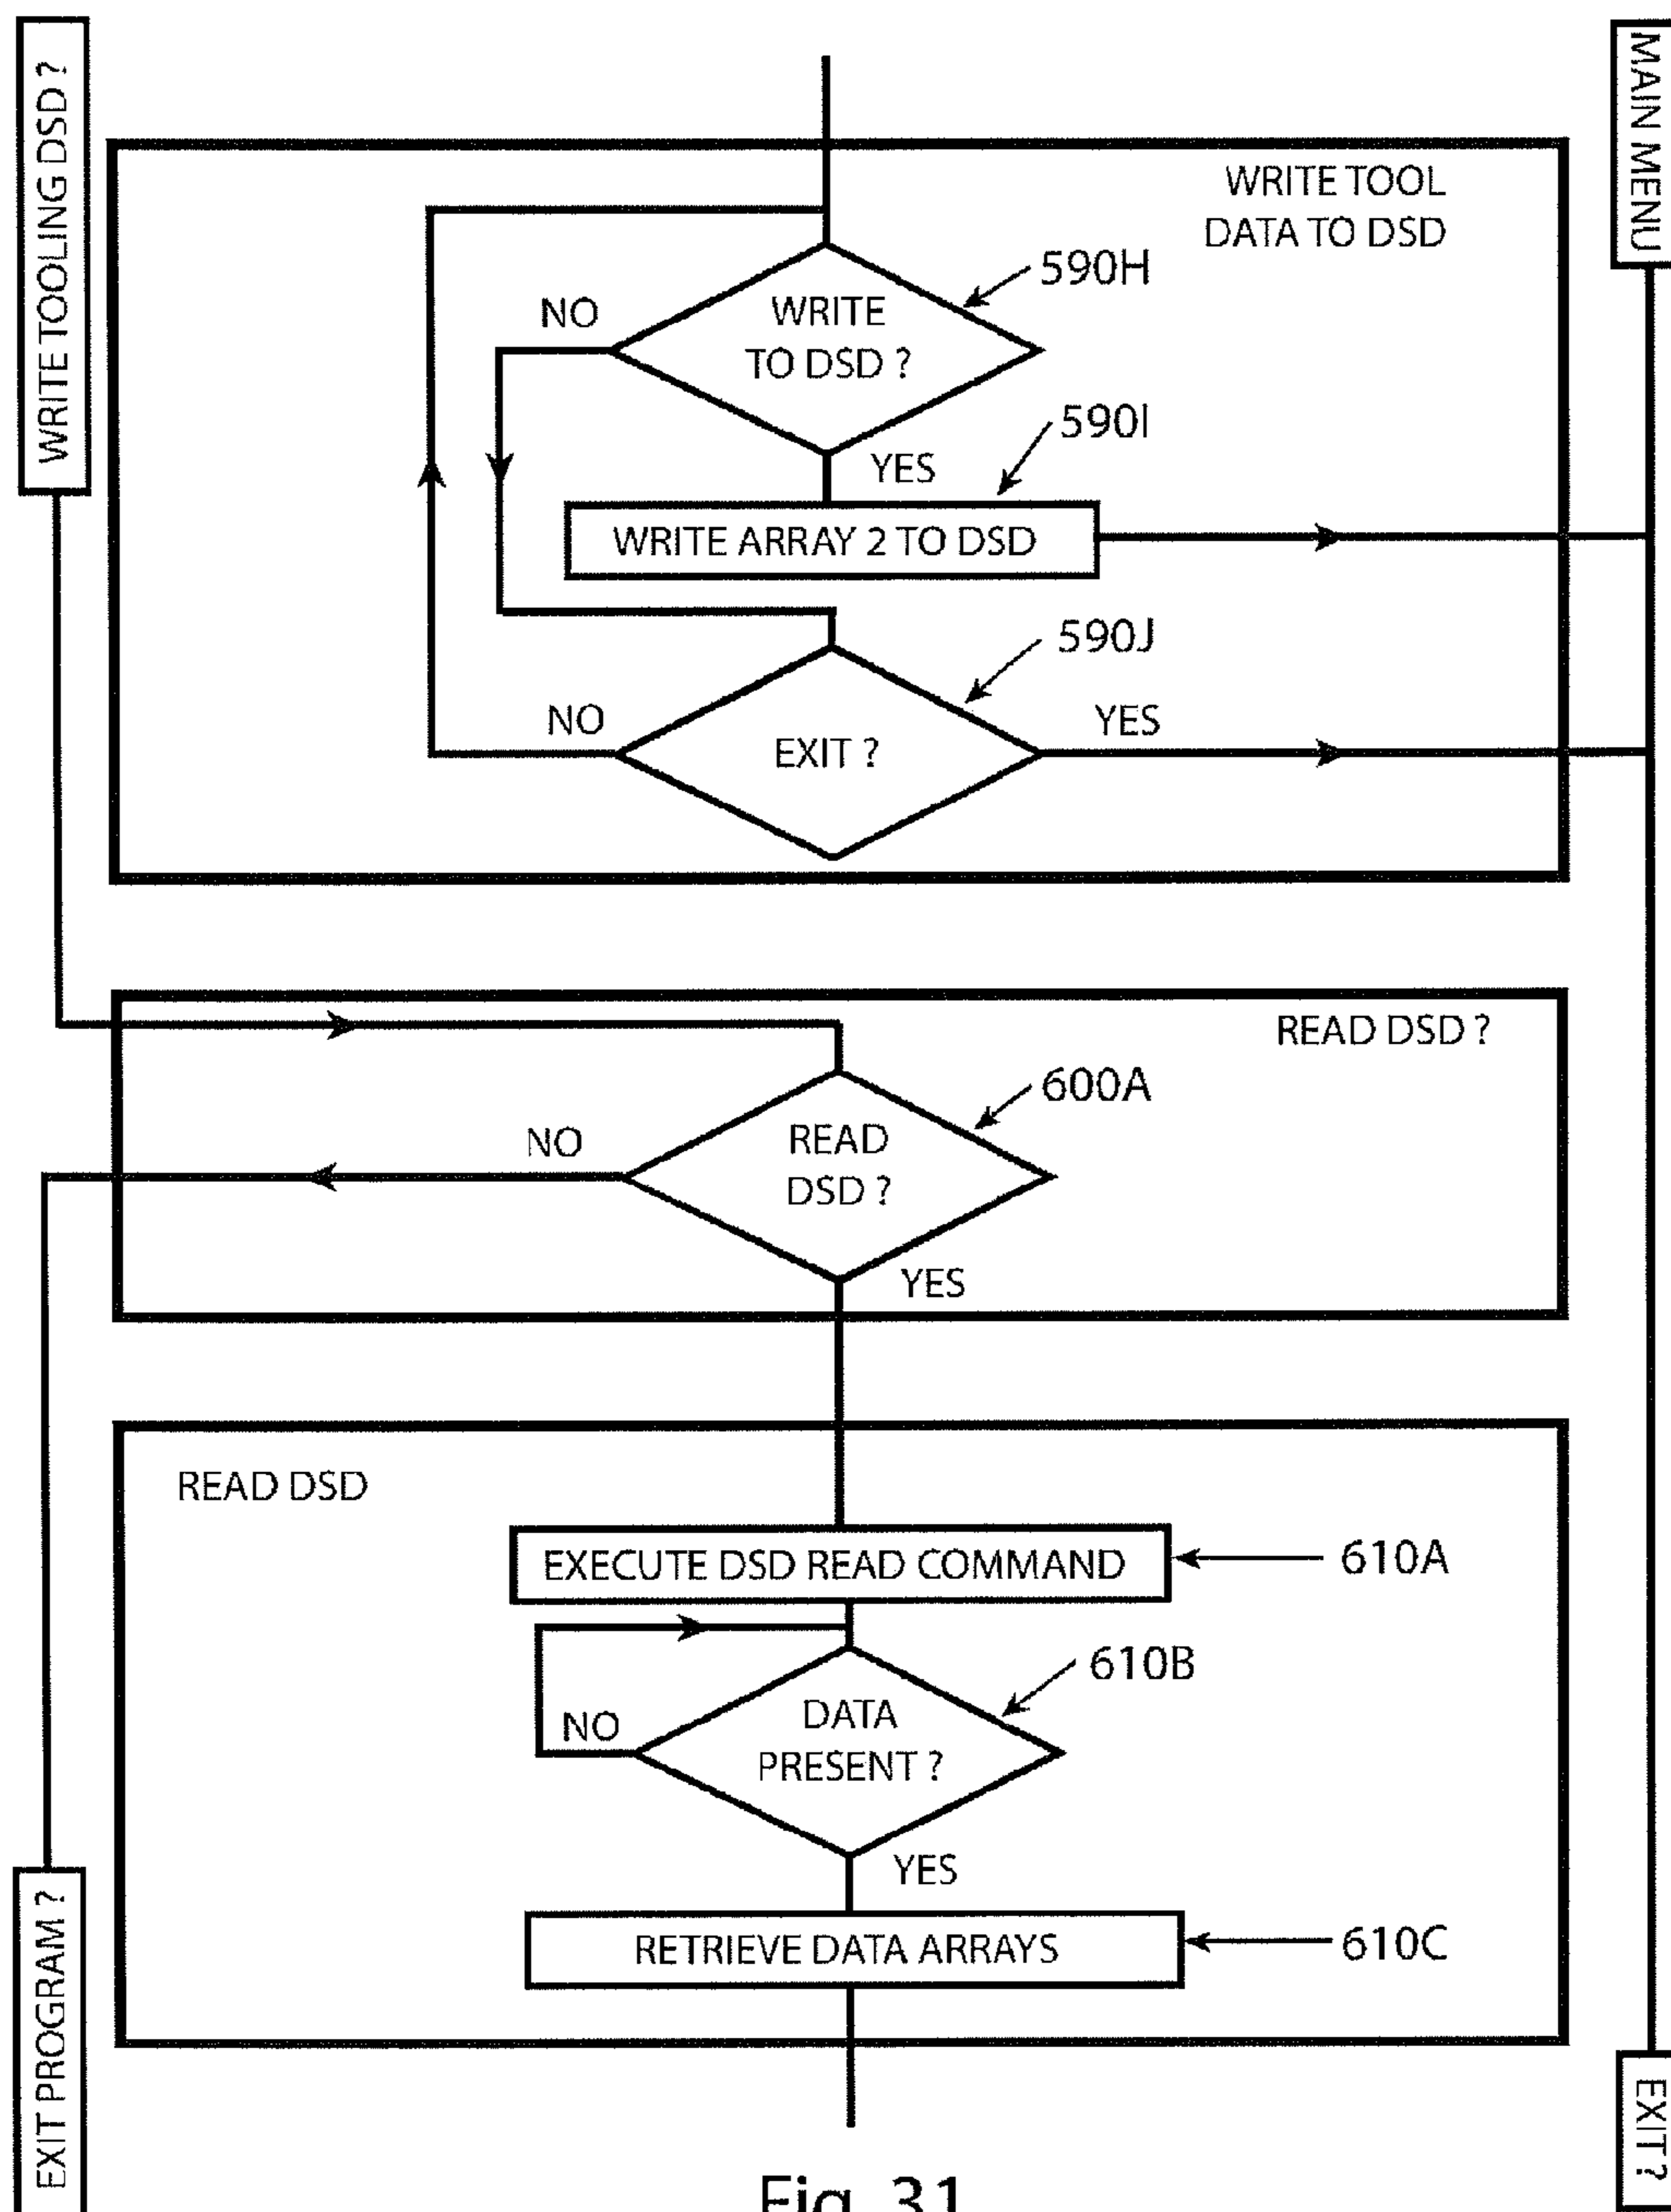 WRITE TOOLING DSD ?
MAIN MENU
WRITE TOOL
DATA TO DSD
590H
NO
WRITE
TO DSD ?
590I
YES
WRITE ARRAY 2 TO DSD
590J
NO
YES
EXIT ?
READ DSD ?
600A
NO
READ
DSD ?
YES
READ DSD
EXECUTE DSD READ COMMAND
610A
610B
NO
DATA
PRESENT ?
YES
RETRIEVE DATA ARRAYS
610C
EXIT PROGRAM ?
EXIT ?
Fig. 31